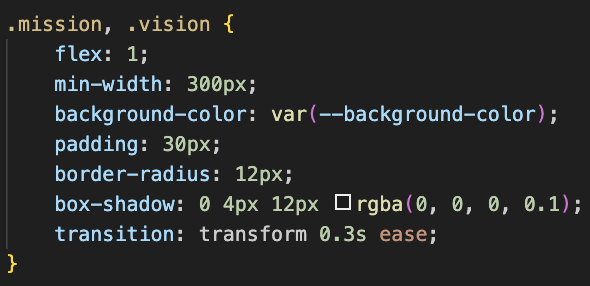 .mission, .vision {
    flex: 1;
    min-width: 300px;
    background-color: var(--background-color);
    padding: 30px;
    border-radius: 12px;
    box-shadow: 0 4px 12px rgba(0, 0, 0, 0.1);
    transition: transform 0.3s ease;
}